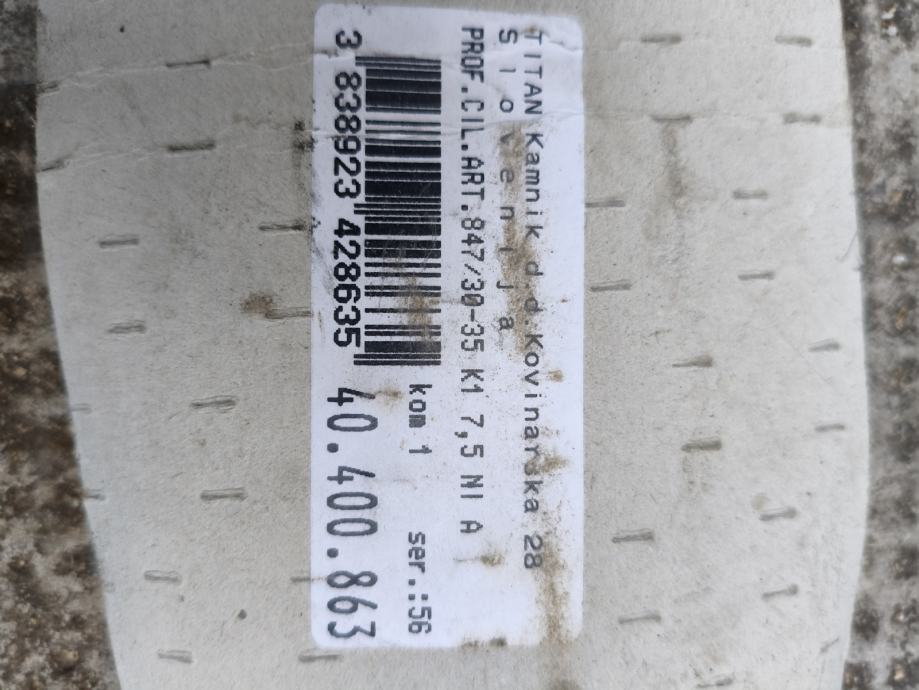 TITAN Kamnik d.d.Kovinarska 28
Slovenija
PROF.CIL.ART.847/30-35 K1 7,5 NI A
kom 1 ser.:56
3 838923 428635
40.400.863